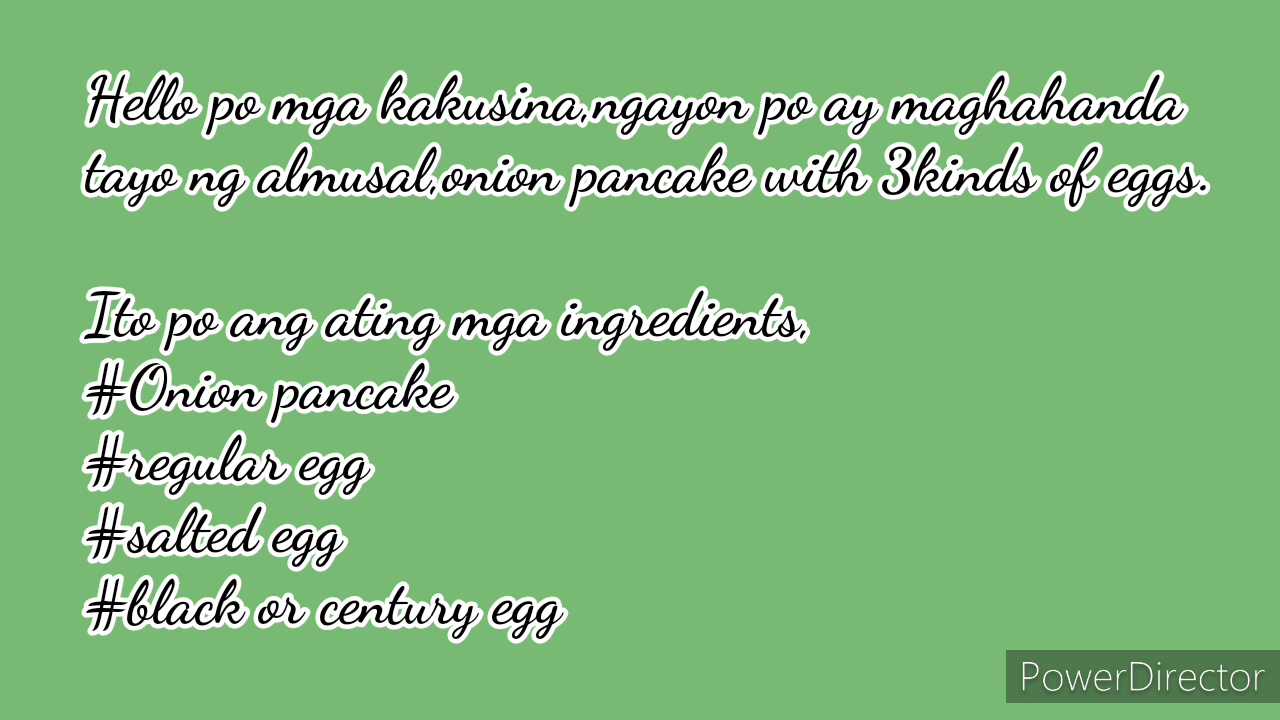 Hello po mga kakusina,ngayon po ay maghahanda
tayo ng almusal,onion pancake with 3kinds of eggs.
Ito po ang ating mga ingredients,
#Onion pancake
#regular egg
#salted egg
#black or century egg
PowerDirector